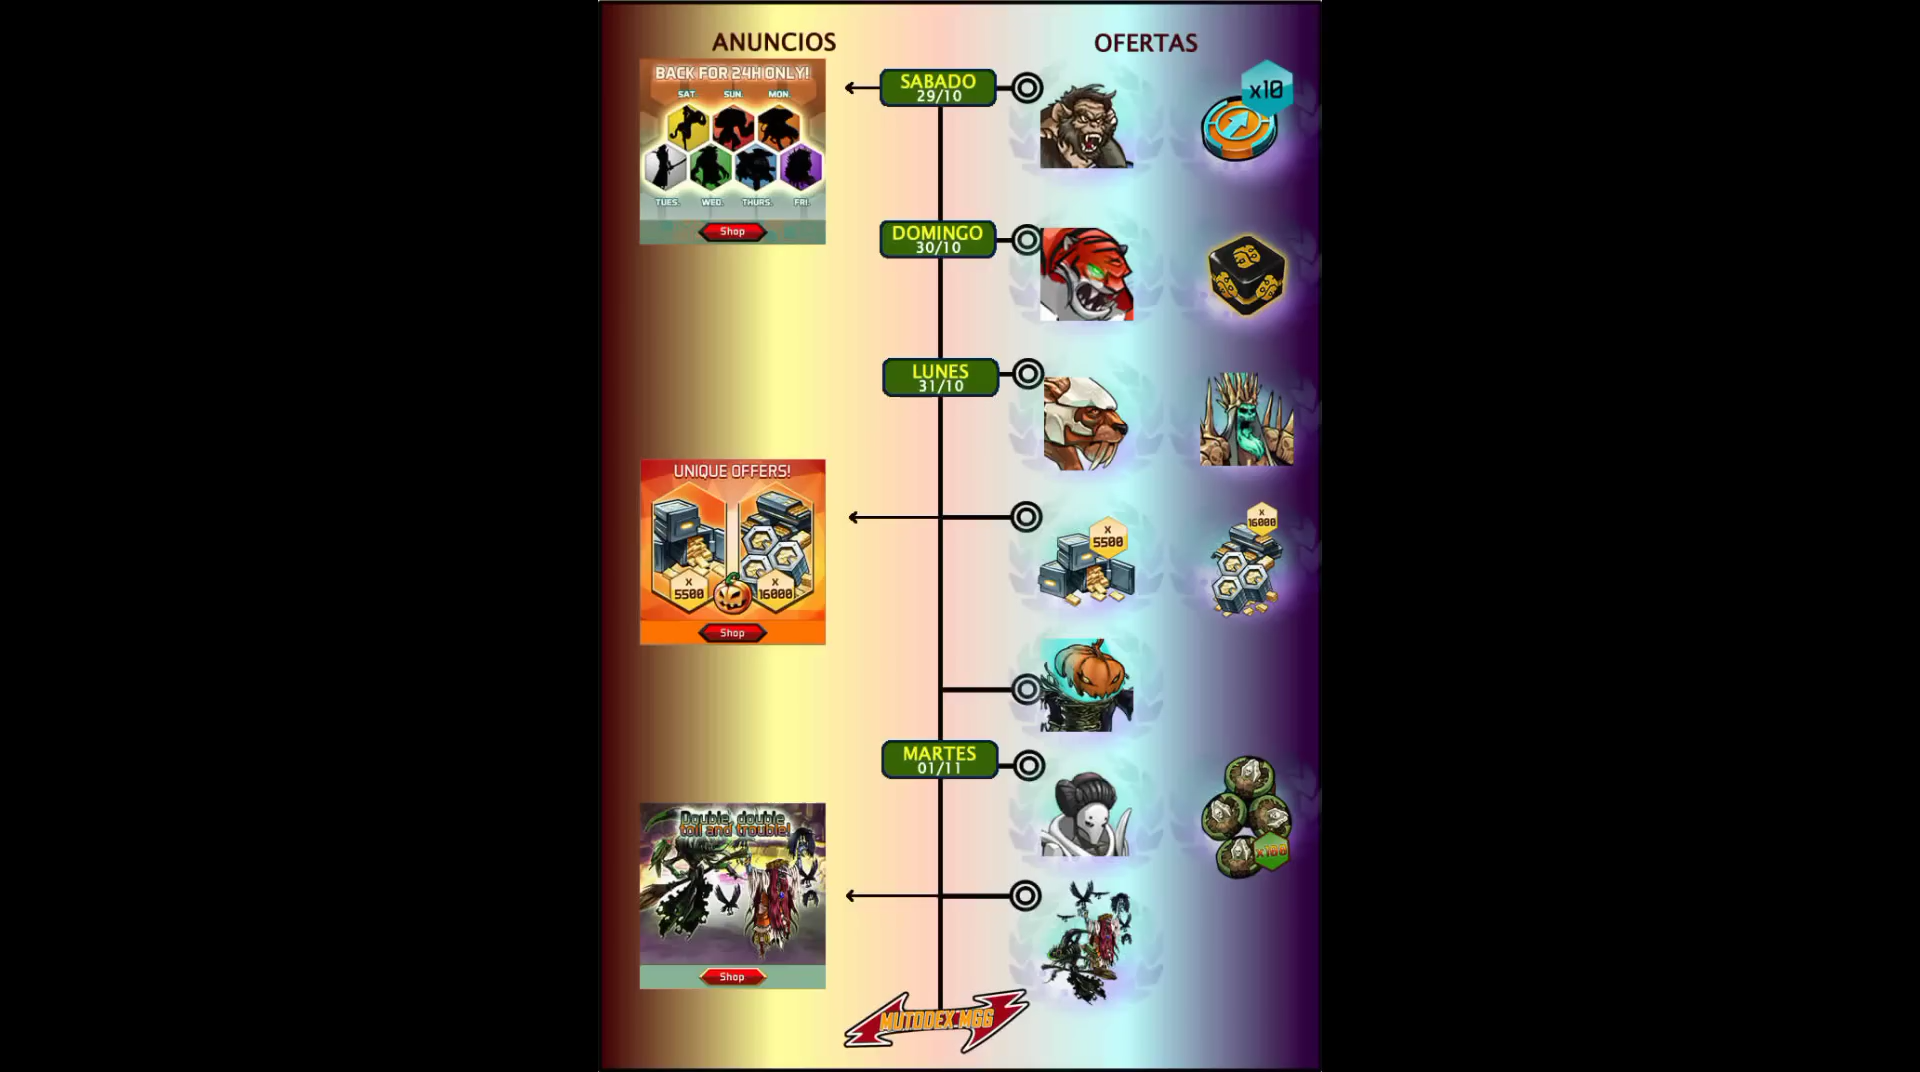 ANUNCIOS
OFERTAS
BACK FOR 24H ONLY!
SAT. SUN. MON.
TUES. WED. THURS. FRI.
Shop
SABADO
29/10
x10
DOMINGO
30/10
LUNES
31/10
UNIQUE OFFERS!
X
5500
X
16000
Shop
X
5500
X
16000
MARTES
01/11
x100
Double, double
toil and trouble!
Shop
MUTODEX MGG